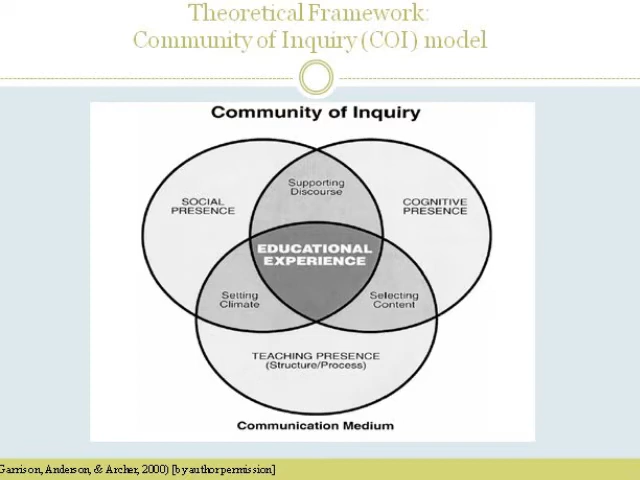 Theoretical Framework:
Community of Inquiry (COI) model
Community of Inquiry
Supporting
Discourse
SOCIAL
PRESENCE
COGNITIVE
PRESENCE
EDUCATIONAL
EXPERIENCE
Setting
Climate
Selecting
Content
TEACHING PRESENCE
(Structure/Process)
Communication Medium
Garrison, Anderson, & Archer, 2000) [by author permission]